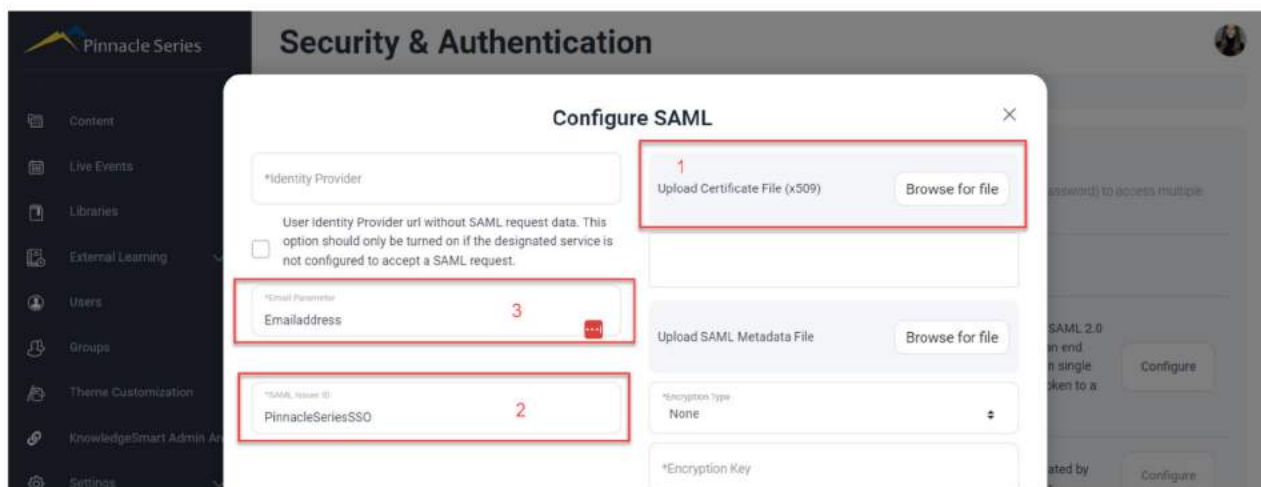 Pinnacle Series
Security & Authentication
Content
Live Events
Libraries
External Learning
Users
Groups
Theme Customization
KnowledgeSmart Admin
Settings
Configure SAML
*Identity Provider
User Identity Provider url without SAML request data. This
option should only be turned on if the designated service is
not configured to accept a SAML request.
*Email Parameter
Emailaddress
3
*SAML Issuer ID
PinnacleSeriesSSO
2
1
Upload Certificate File (x509)
Browse for file
Upload SAML Metadata File
Browse for file
*Encryption Type
None
*Encryption Key
to access multiple
SAML 2.0
an end
single
to a
Configure
ated by
Configure